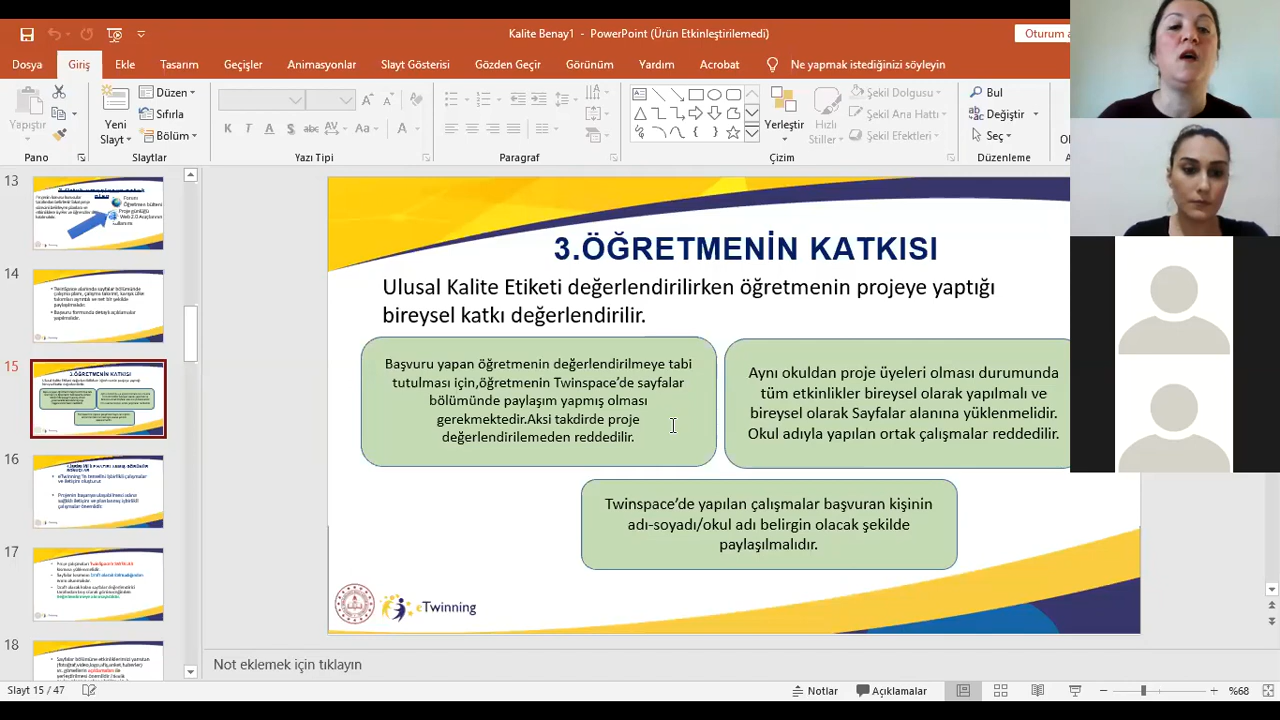 Kalite Benay1 - PowerPoint (Ürün Etkinleştirilemedi)
Oturum a
Dosya Giriş Ekle Tasarım Geçişler Animasyonlar Slayt Gösterisi Gözden Geçir Görünüm Yardım Acrobat Ne yapmak istediğinizi söyleyin
Yapıştır
Yeni
Slayt
Düzen
Sıfırla
Bölüm
K T A S abc AV Aa A
Yerleştir
Hızlı
Stiller
Şekil Dolgusu
Şekil Ana Hattı
Şekil Efektleri
Bul
Değiştir
Seç
Pano Slaytlar Yazı Tipi Paragraf Çizim Düzenleme
13
14
15
16
17
18
3.ÖĞRETMENİN KATKISI
Ulusal Kalite Etiketi değerlendirilirken öğretmenin projeye yaptığı
bireysel katkı değerlendirilir.
Başvuru yapan öğretmenin değerlendirilmeye tabi
tutulması için,öğretmenin Twinspace’de sayfalar
bölümünde paylaşım yapmış olması
gerekmektedir.Aksi takdirde proje
değerlendirilemeden reddedilir.
Aynı okulun proje üyeleri olması durumunda
tüm etkinlikler bireysel olarak yapılmalı ve
bireysel olarak Sayfalar alanına yüklenmelidir.
Okul adıyla yapılan ortak çalışmalar reddedilir.
Twinspace’de yapılan çalışmalar başvuran kişinin
adı-soyadı/okul adı belirgin olacak şekilde
paylaşılmalıdır.
eTwinning
Not eklemek için tıklayın
Slayt 15 / 47
Notlar
Açıklamalar
%68